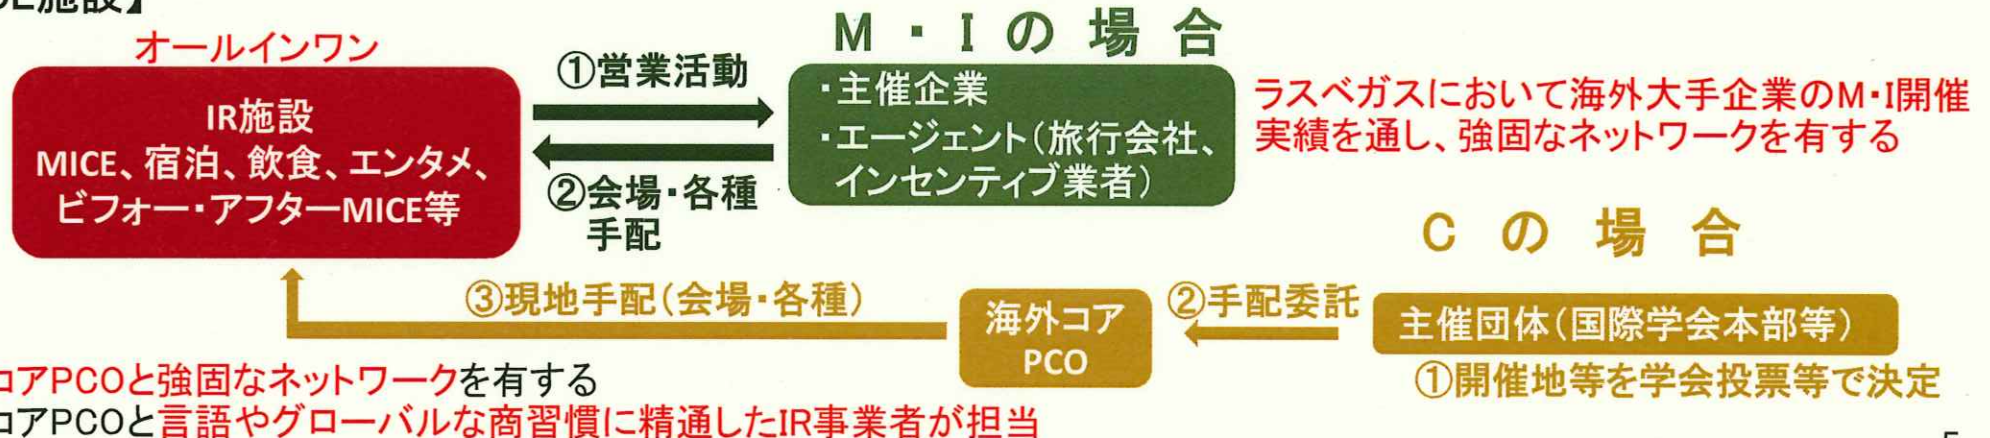 施設】
オールインワン
IR施設
MICE、宿泊、飲食、エンタメ、
ビフォー・アフターMICE等
①営業活動
②会場・各種
手配
M・Iの場合
・主催企業
・エージェント（旅行会社、
インセンティブ業者）
ラスベガスにおいて海外大手企業のM・I開催
実績を通し、強固なネットワークを有する
Cの場合
主催団体（国際学会本部等）
①開催地等を学会投票等で決定
②手配委託
海外コア
PCO
③現地手配（会場・各種）
コアPCOと強固なネットワークを有する
コアPCOと言語やグローバルな商習慣に精通したIR事業者が担当